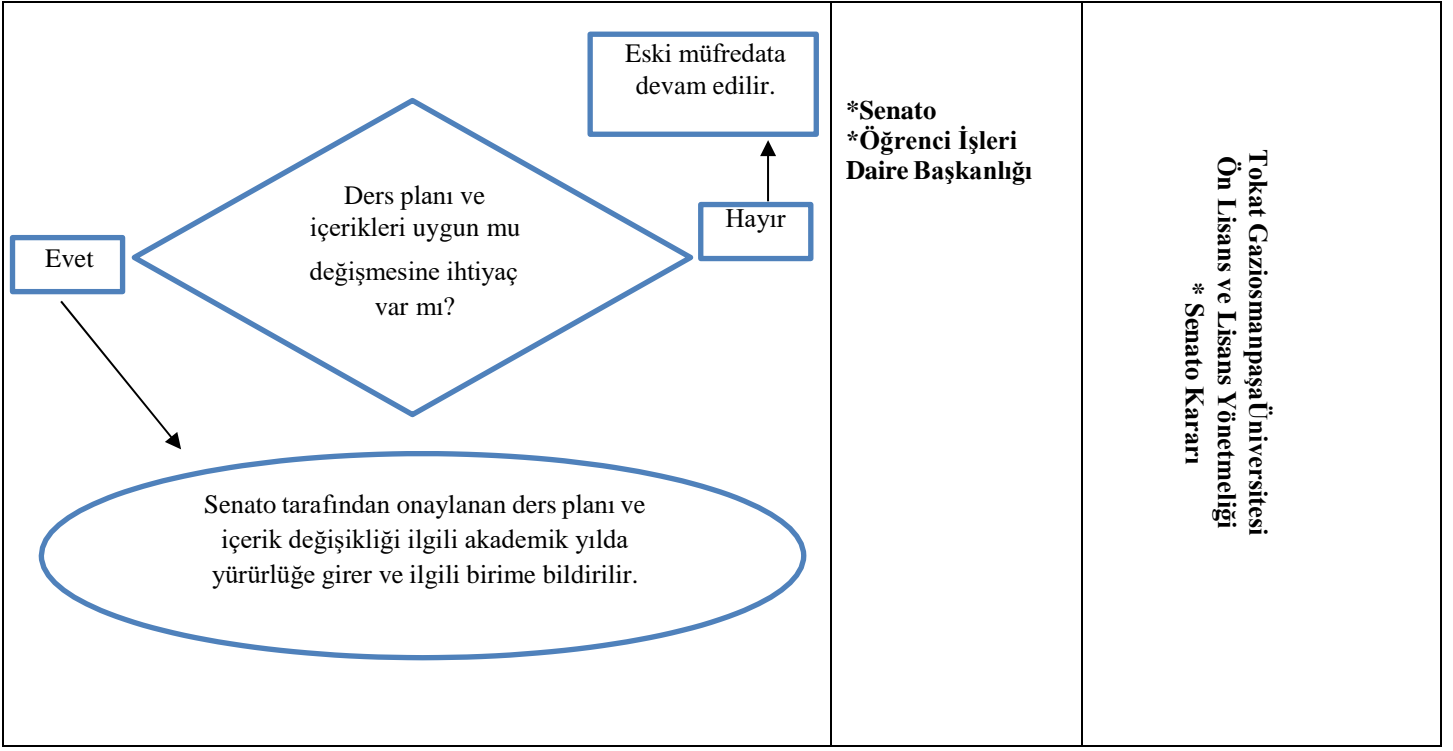 Eski müfredata
devam edilir.
Hayır
Ders planı ve
içerikleri uygun mu
değişmesine ihtiyaç
var mı?
Evet
Senato tarafından onaylanan ders planı ve
içerik değişikliği ilgili akademik yılda
yürürlüğe girer ve ilgili birime bildirilir.
*Senato
*Öğrenci İşleri
Daire Başkanlığı
Tokat GaziosmanpaşaÜniversitesi
Ön Lisans ve Lisans Yönetmeliği
* Senato Kararı